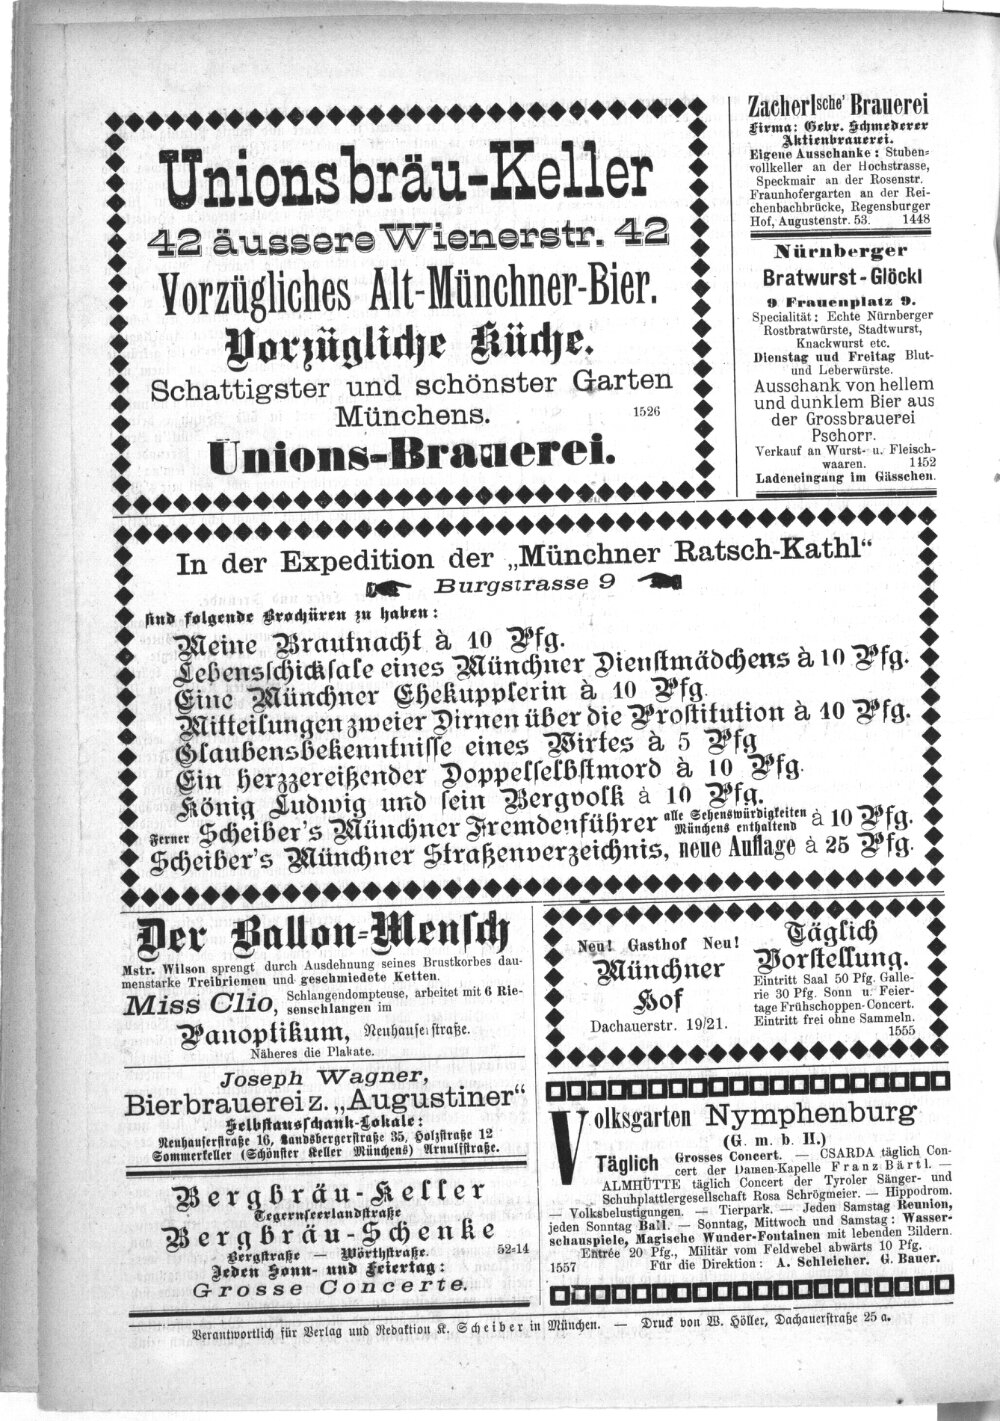 Unionsbräu-Keller
42 äussere Wienerstr. 42
Vorzügliches Alt-Münchner-Bier.
Vorzügliche Küche.
Schattigster und schönster Garten
Münchens. 1526
Unions-Brauerei.
Zacherlsche' Brauerei
Firma: Gebr. Schmederer
Aktienbrauerei.
Eigene Ausschanke: Stuben-
vollkeller an der Hochstrasse,
Speckmair an der Rosenstr.
Fraunhofergarten an der Rei-
chenbachbrücke, Regensburger
Hof, Augustenstr. 53. 1448
Nürnberger
Bratwurst-Glöckl
9 Frauenplatz 9.
Specialität: Echte Nürnberger
Rostbratwürste, Stadtwurst,
Knackwurst etc.
Dienstag und Freitag Blut-
und Leberwürste.
Ausschank von hellem
und dunklem Bier aus
der Grossbrauerei
Pschorr.
Verkauf an Wurst- u. Fleisch-
waaren. 1452
Ladeneingang im Gässchen.
In der Expedition der „Münchner Ratsch-Kathl“
Burgstrasse 9
sind folgende Brochüren zu haben:
Meine Brautnacht à 10 Pfg.
Lebensschicksale eines Münchner Dienstmädchens à 10 Pfg.
Eine Münchner Ehekupplerin à 10 Pfg.
Mitteilungen zweier Dirnen über die Prostitution à 10 Pfg.
Glaubensbekenntnisse eines Wirtes à 5 Pfg
Ein herzzereißender Doppelselbstmord à 10 Pfg.
König Ludwig und sein Bergvolk à 10 Pfg.
Ferner Scheiber's Münchner Fremdenführer alle Sehenswürdigkeiten Münchens enthaltend à 10 Pfg.
Scheiber's Münchner Straßenverzeichnis, neue Auflage à 25 Pfg.
Der Ballon-Mensch
Mstr. Wilson sprengt durch Ausdehnung seines Brustkorbes dau-
menstarke Treibriemen und geschmiedete Ketten.
Miss Clio, Schlangendompteuse, arbeitet mit 6 Rie-
senschlangen im
Panoptikum, Neuhauserstraße.
Näheres die Plakate.
Joseph Wagner,
Bierbrauerei z. „Augustiner“
Selbstausschank-Lokale:
Neuhauserstraße 16, Landsbergerstraße 35, Holzstraße 12
Sommerkeller (Schönster Keller Münchens) Arnulfstraße.
Bergbräu-Keller
Tegernseerlandstraße
Bergbräu-Schenke
Bergstraße — Wörthstraße. 52-14
Jeden Sonn- und Feiertag:
Grosse Concerte.
Neu! Gasthof Neu!
Münchner
Hof
Dachauerstr. 19/21.
Täglich
Vorstellung.
Eintritt Saal 50 Pfg. Galle-
rie 30 Pfg. Sonn u. Feier-
tage Frühschoppen-Concert.
Eintritt frei ohne Sammeln.
1555
Volksgarten Nymphenburg
(G. m. b. H.)
Täglich Grosses Concert. — CSARDA täglich Con-
cert der Damen-Kapelle Franz Bärtl. —
ALMHÜTTE täglich Concert der Tyroler Sänger- und
Schuhplattlergesellschaft Rosa Schrögmeier. — Hippodrom.
— Volksbelustigungen. — Tierpark. — Jeden Samstag Reunion,
jeden Sonntag Ball. — Sonntag, Mittwoch und Samstag: Wasser-
schauspiele, Magische Wunder-Fontainen mit lebenden Bildern.
Entrée 20 Pfg., Militär vom Feldwebel abwärts 10 Pfg.
1557 Für die Direktion: A. Schleicher. G. Bauer.
Verantwortlich für Verlag und Redaktion K. Scheiber in München. — Druck von W. Höller, Dachauerstraße 25 a.